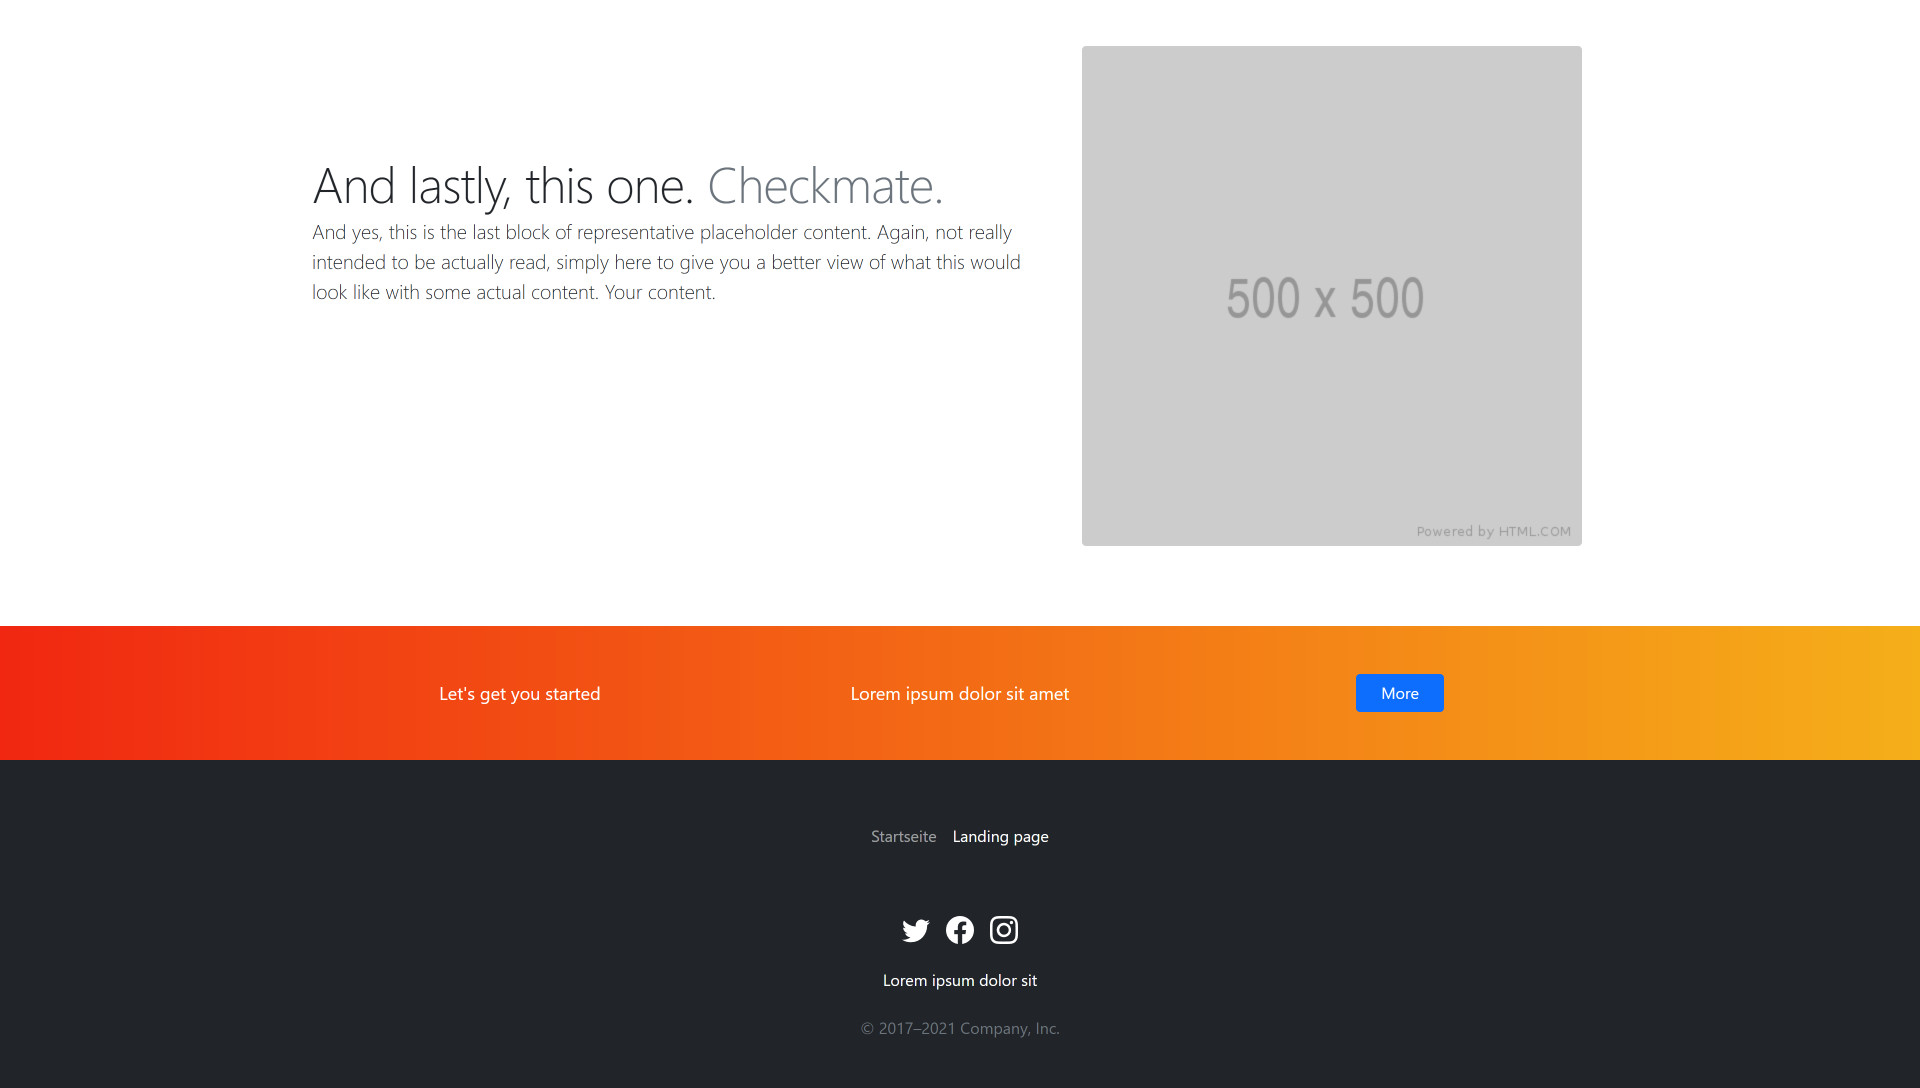 And lastly, this one. Checkmate.
And yes, this is the last block of representative placeholder content. Again, not really
intended to be actually read, simply here to give you a better view of what this would
look like with some actual content. Your content.
500 x 500
Powered by HTML.COM
Let's get you started
Lorem ipsum dolor sit amet
More
Startseite
Landing page
Lorem ipsum dolor sit
© 2017–2021 Company, Inc.